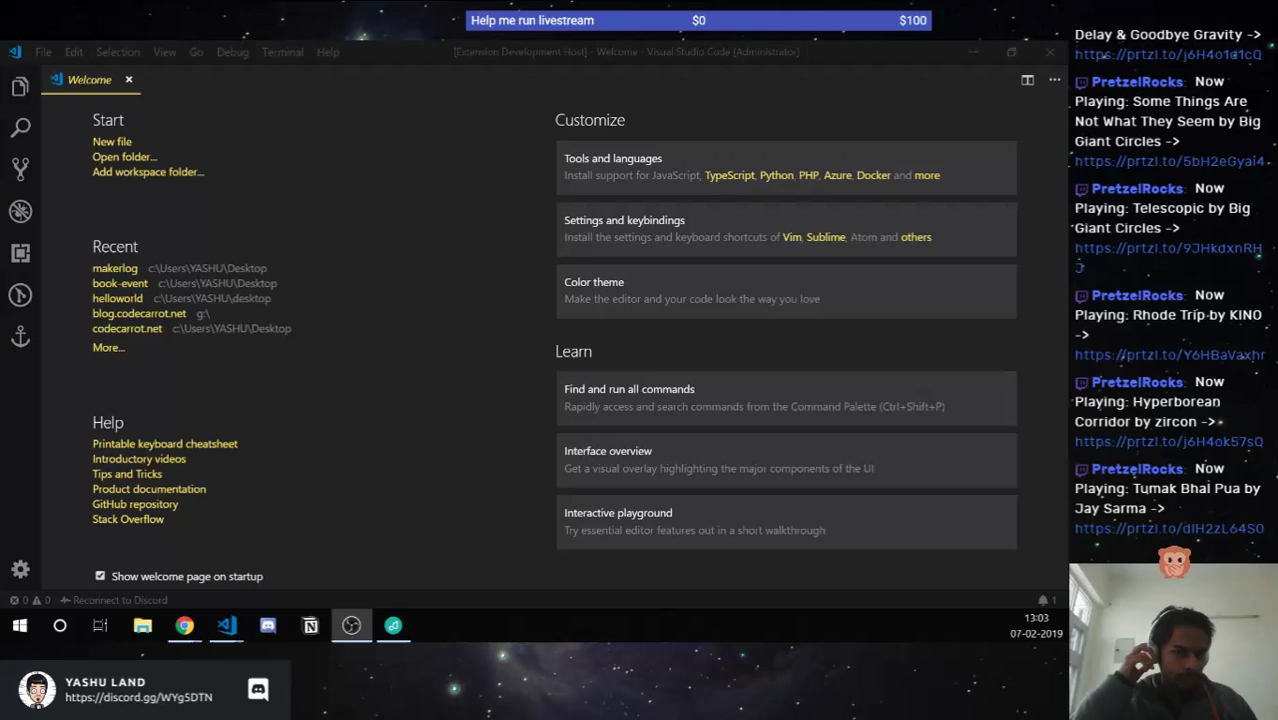 Help me run livestream $0 $100
File Edit Selection View Go Debug Terminal Help
[Extension Development Host] - Welcome - Visual Studio Code [Administrator]
Welcome
Start
New file
Open folder...
Add workspace folder...
Recent
makerlog c:\Users\YASHU\Desktop
book-event c:\Users\YASHU\Desktop
helloworld c:\Users\YASHU\desktop
blog.codecarrot.net g:\
codecarrot.net c:\Users\YASHU\Desktop
More...
Help
Printable keyboard cheatsheet
Introductory videos
Tips and Tricks
Product documentation
GitHub repository
Stack Overflow
Show welcome page on startup
Customize
Tools and languages
Install support for JavaScript, TypeScript, Python, PHP, Azure, Docker and more
Settings and keybindings
Install the settings and keyboard shortcuts of Vim, Sublime, Atom and others
Color theme
Make the editor and your code look the way you love
Learn
Find and run all commands
Rapidly access and search commands from the Command Palette (Ctrl+Shift+P)
Interface overview
Get a visual overlay highlighting the major components of the UI
Interactive playground
Try essential editor features out in a short walkthrough
0 0 Reconnect to Discord
1
13:03
07-02-2019
YASHU LAND
https://discord.gg/WYg5DTN
Delay & Goodbye Gravity ->
PretzelRocks: Now
Playing: Some Things Are
Not What They Seem by Big
Giant Circles ->
https://prtzl.to/5bH2eGyai4
PretzelRocks: Now
Playing: Telescopic by Big
Giant Circles ->
PretzelRocks: Now
Playing: Rhode Trip by KINO
->
https://prtzl.to/Y6HBaVaxhr
PretzelRocks: Now
Playing: Hyperborean
Corridor by zircon ->
https://prtzl.to/j6H4ok57sQ
PretzelRocks: Now
Playing: Tumak Bhal Pua by
Jay Sarma ->